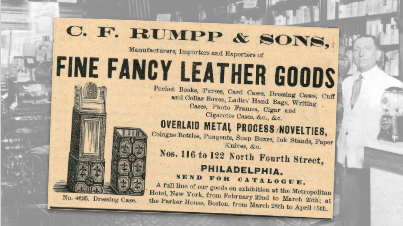 C. F. RUMPP & SONS,
Manufacturers, Importers and Exporters of
FINE FANCY LEATHER GOODS
Pocket Books, Purses, Card Cases, Dressing Cases, Cuff
and Collar Boxes, Ladies' Hand Bags, Writing
Cases, Photo Frames, Cigar and
Cigarette Cases, &c., &c.
OVERLAID METAL PROCESS NOVELTIES,
Cologne Bottles, Pungents, Soap Boxes, Ink Stands, Paper
Knives, &c.
Nos. 116 to 122 North Fourth Street,
PHILADELPHIA.
SEND FOR CATALOGUE.
A full line of our goods on exhibition at the Metropolitan
Hotel, New York, from February 22nd to March 25th; at
the Parker House, Boston, from March 28th to April 15th.
No. 4695. Dressing Case.